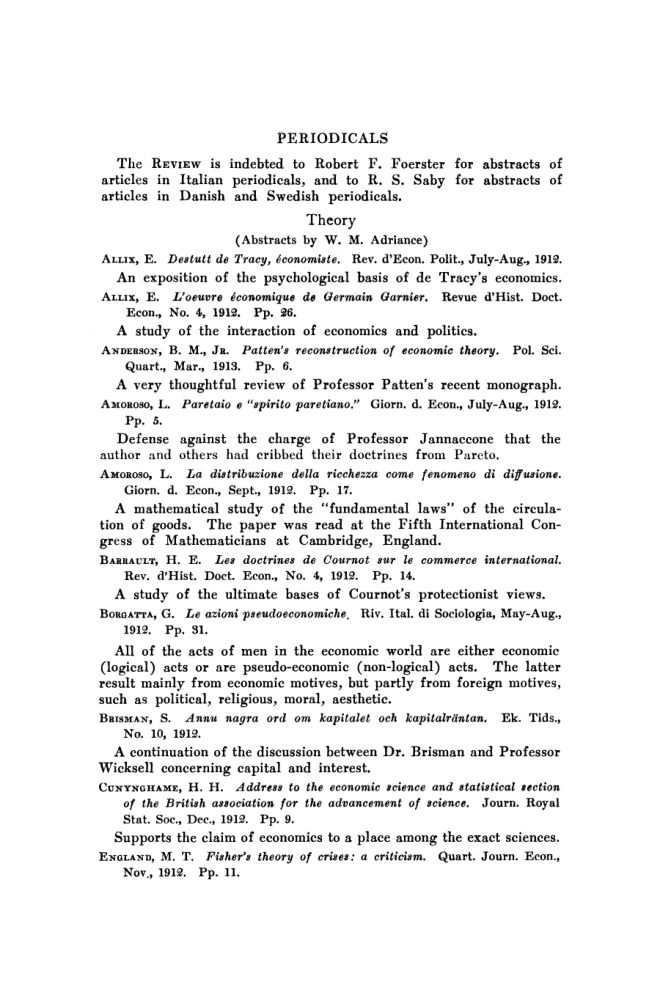 PERIODICALS
The REVIEW is indebted to Robert F. Foerster for abstracts of
articles in Italian periodicals, and to R. S. Saby for abstracts of
articles in Danish and Swedish periodicals.
Theory
(Abstracts by W. M. Adriance)
ALLIX, E. Destutt de Tracy, économiste. Rev. d'Econ. Polit., July-Aug., 1912.
An exposition of the psychological basis of de Tracy's economics.
ALLIX, E. L'oeuvre économique de Germain Garnier. Revue d'Hist. Doct.
Econ., No. 4, 1912. Pp. 26.
A study of the interaction of economics and politics.
ANDERSON, B. M., JR. Patten's reconstruction of economic theory. Pol. Sci.
Quart., Mar., 1913. Pp. 6.
A very thoughtful review of Professor Patten's recent monograph.
AMOROSO, L. Paretaio e "spirito paretiano." Giorn. d. Econ., July-Aug., 1912.
Pp. 5.
Defense against the charge of Professor Jannaccone that the
author and others had cribbed their doctrines from Pareto.
AMOROSO, L. La distribuzione della ricchezza come fenomeno di diffusione.
Giorn. d. Econ., Sept., 1912. Pp. 17.
A mathematical study of the "fundamental laws" of the circula-
tion of goods. The paper was read at the Fifth International Con-
gress of Mathematicians at Cambridge, England.
BARRAULT, H. E. Les doctrines de Cournot sur le commerce international.
Rev. d'Hist. Doct. Econ., No. 4, 1912. Pp. 14.
A study of the ultimate bases of Cournot's protectionist views.
BORGATTA, G. Le azioni pseudoeconomiche. Riv. Ital. di Sociologia, May-Aug.,
1912. Pp. 31.
All of the acts of men in the economic world are either economic
(logical) acts or are pseudo-economic (non-logical) acts. The latter
result mainly from economic motives, but partly from foreign motives,
such as political, religious, moral, aesthetic.
BRISMAN, S. Annu nagra ord om kapitalet och kapitalräntan. Ek. Tids.,
No. 10, 1912.
A continuation of the discussion between Dr. Brisman and Professor
Wicksell concerning capital and interest.
CUNYNGHAME, H. H. Address to the economic science and statistical section
of the British association for the advancement of science. Journ. Royal
Stat. Soc., Dec., 1912. Pp. 9.
Supports the claim of economics to a place among the exact sciences.
ENGLAND, M. T. Fisher's theory of crises: a criticism. Quart. Journ. Econ.,
Nov., 1912. Pp. 11.